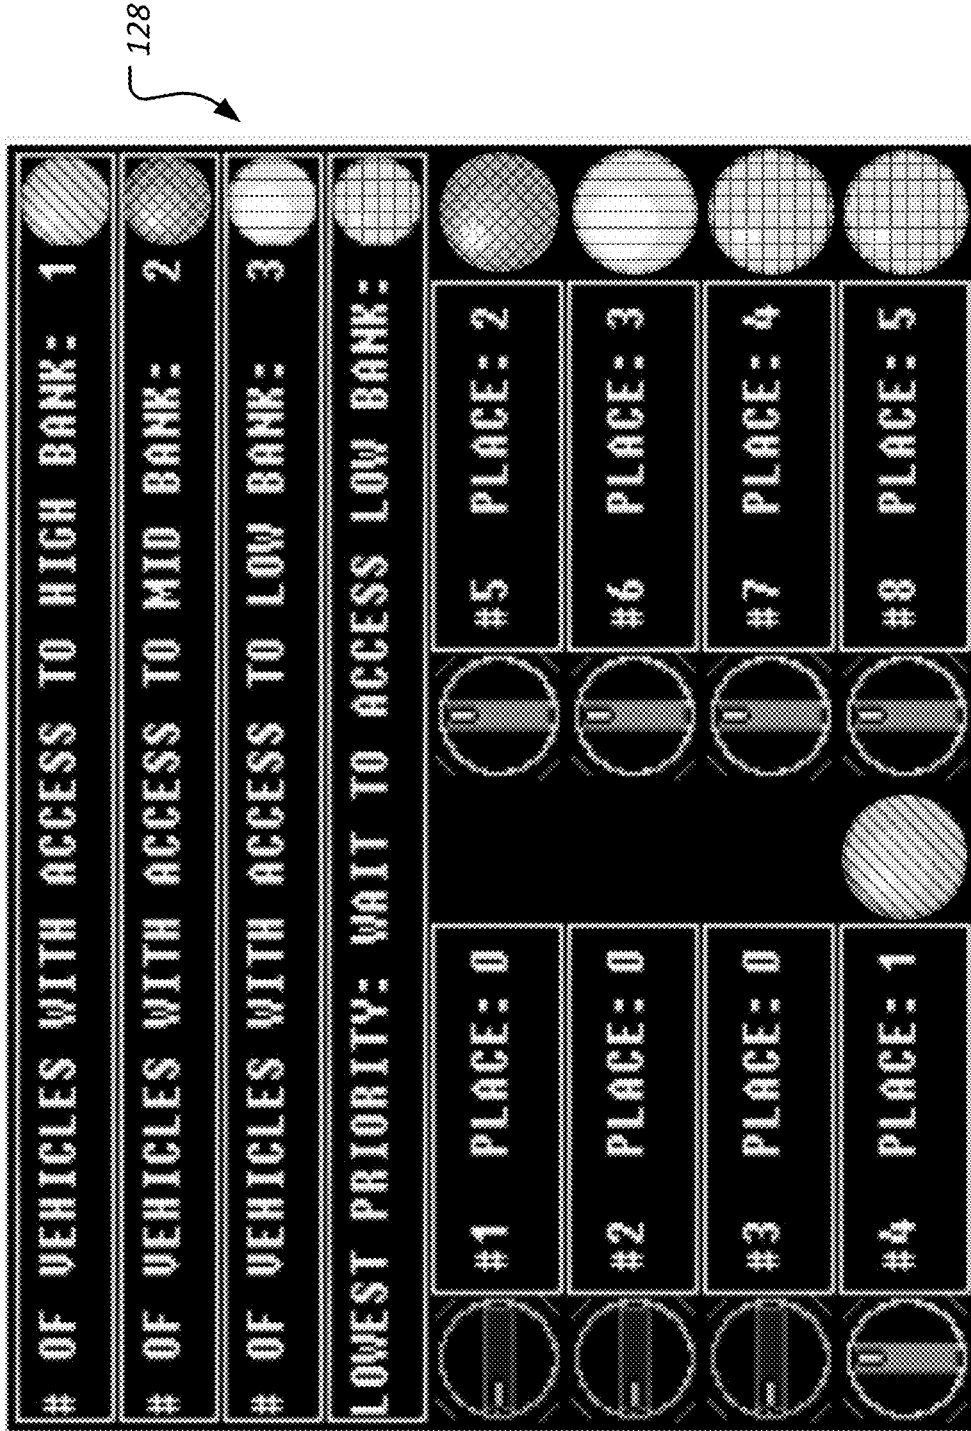 128
# OF VEHICLES WITH ACCESS TO HIGH BANK: 1
# OF VEHICLES WITH ACCESS TO MID BANK: 2
# OF VEHICLES WITH ACCESS TO LOW BANK: 3
LOWEST PRIORITY: WAIT TO ACCESS LOW BANK:
#1 PLACE: 0
#5 PLACE: 2
#2 PLACE: 0
#6 PLACE: 3
#3 PLACE: 0
#7 PLACE: 4
#4 PLACE: 1
#8 PLACE: 5